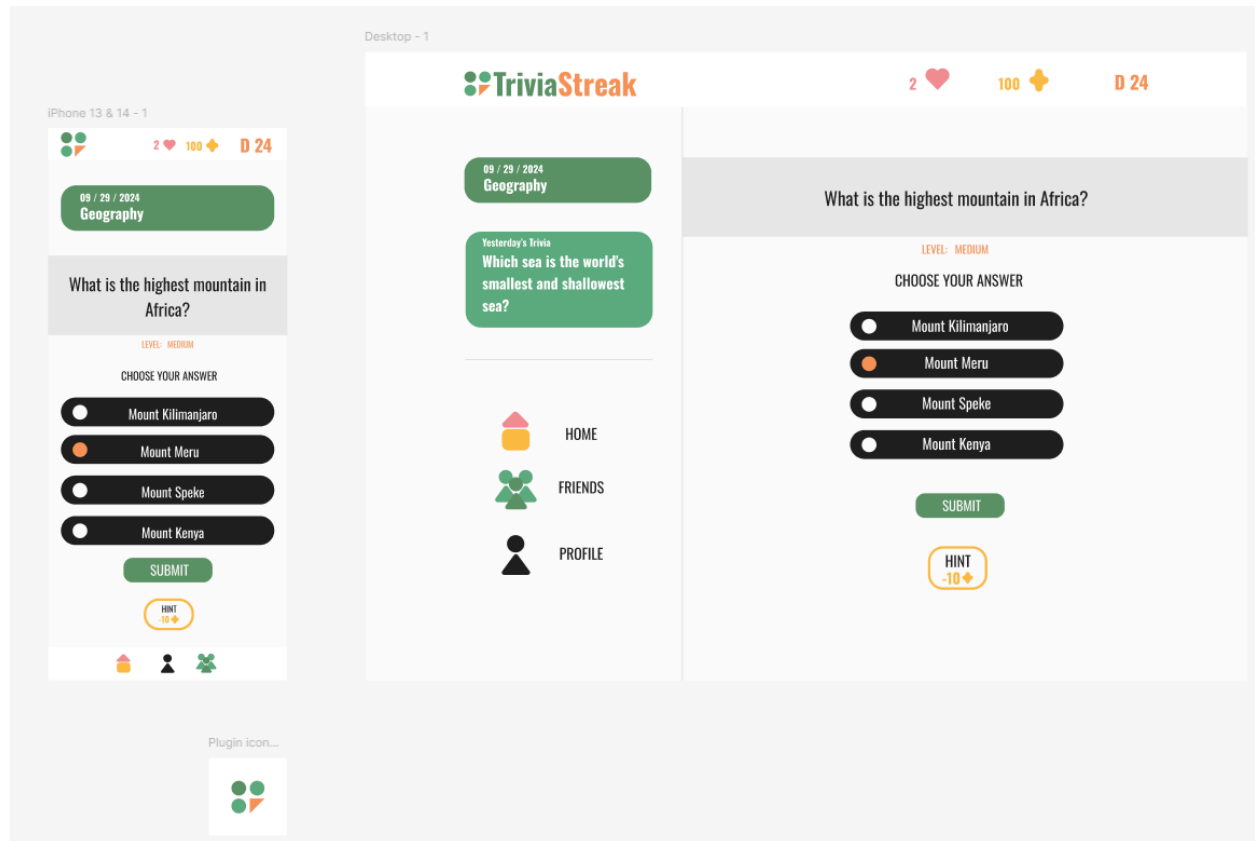 Desktop - 1
TriviaStreak
2
100
D 24
09 / 29 / 2024
Geography
Yesterday's Trivia
Which sea is the world's
smallest and shallowest
sea?
HOME
FRIENDS
PROFILE
What is the highest mountain in Africa?
LEVEL: MEDIUM
CHOOSE YOUR ANSWER
Mount Kilimanjaro
Mount Meru
Mount Speke
Mount Kenya
SUBMIT
HINT
-10
iPhone 13 & 14 - 1
2
100
D 24
09 / 29 / 2024
Geography
What is the highest mountain in
Africa?
LEVEL: MEDIUM
CHOOSE YOUR ANSWER
Mount Kilimanjaro
Mount Meru
Mount Speke
Mount Kenya
SUBMIT
HINT
-10
Plugin icon...